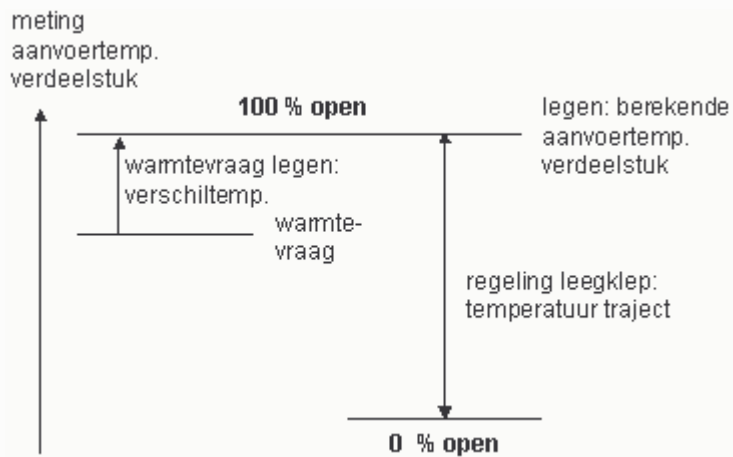 meting
aanvoertemp.
verdeelstuk
100 % open
legen: berekende
aanvoertemp.
verdeelstuk
warmtevraag legen:
verschiltemp.
warmte-
vraag
regeling leegklep:
temperatuur traject
0 % open